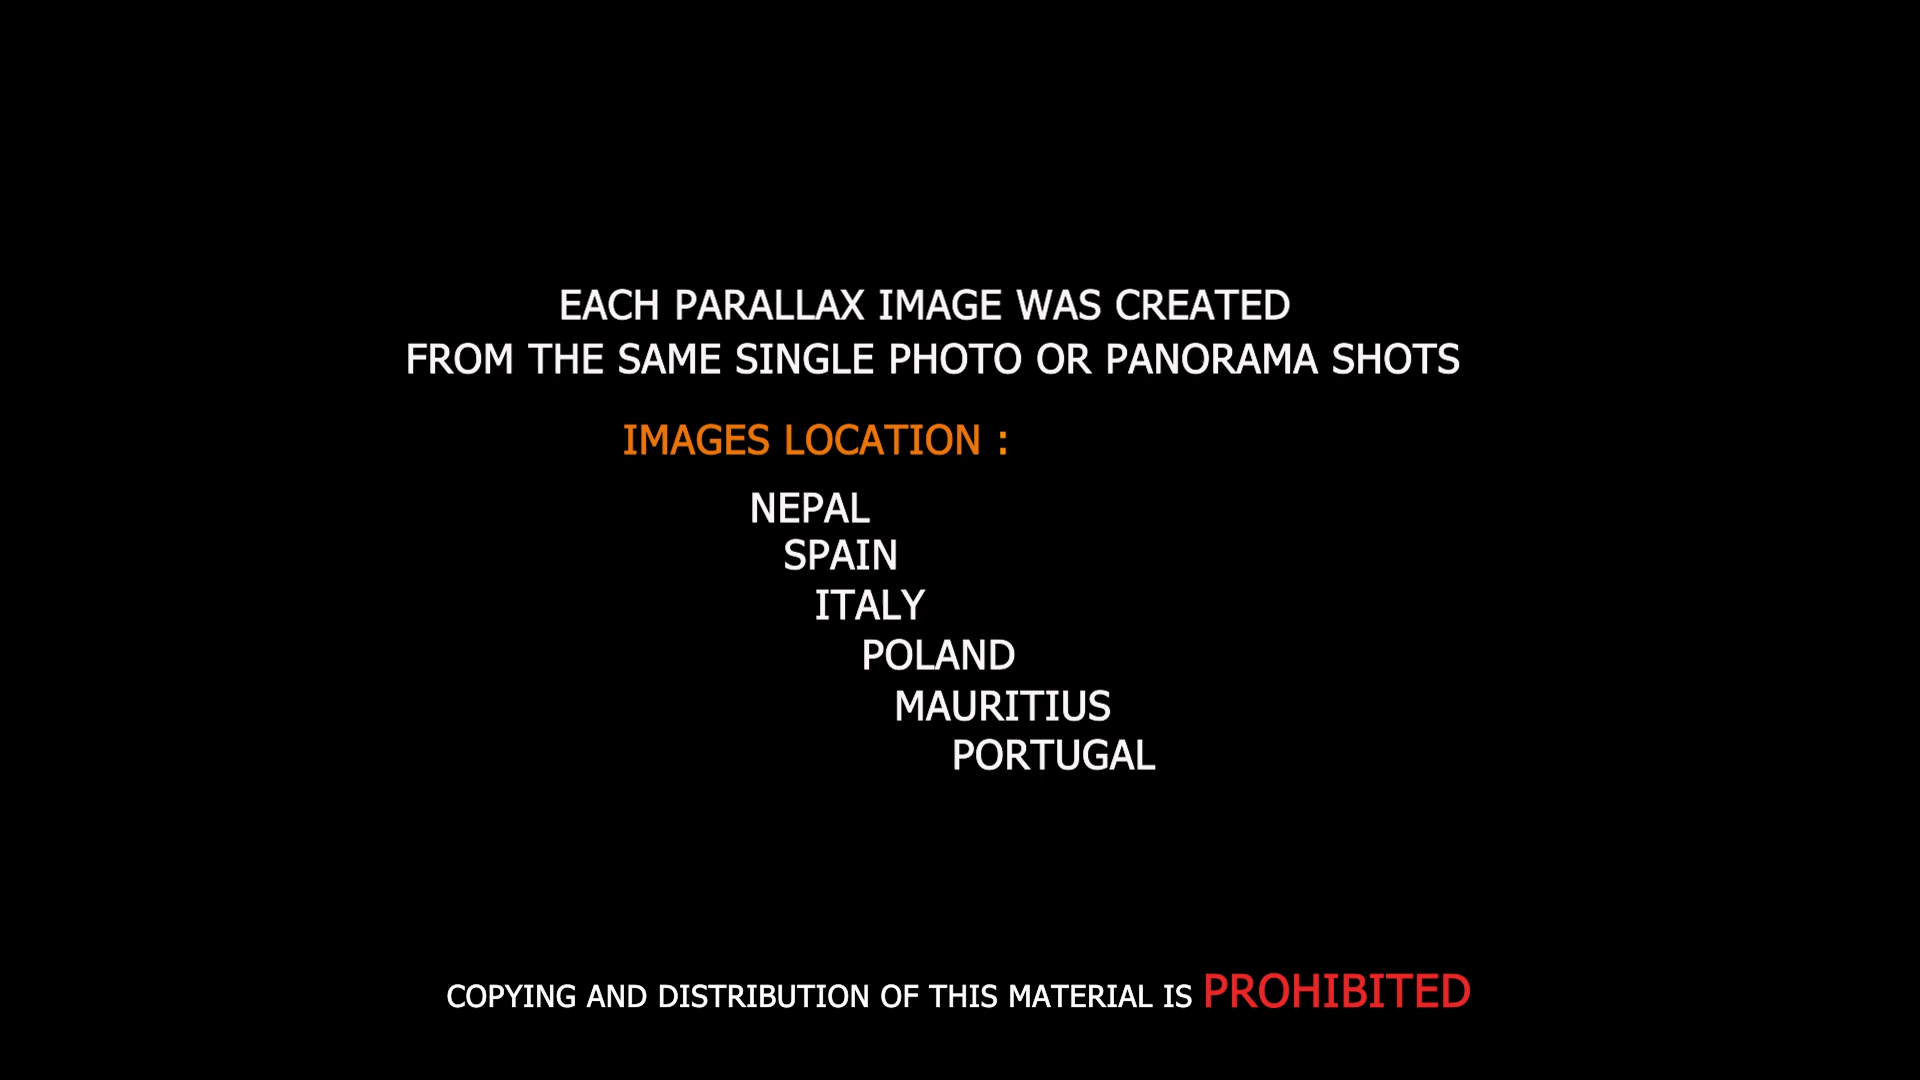 EACH PARALLAX IMAGE WAS CREATED
FROM THE SAME SINGLE PHOTO OR PANORAMA SHOTS
IMAGES LOCATION :
NEPAL
SPAIN
ITALY
POLAND
MAURITIUS
PORTUGAL
COPYING AND DISTRIBUTION OF THIS MATERIAL IS PROHIBITED